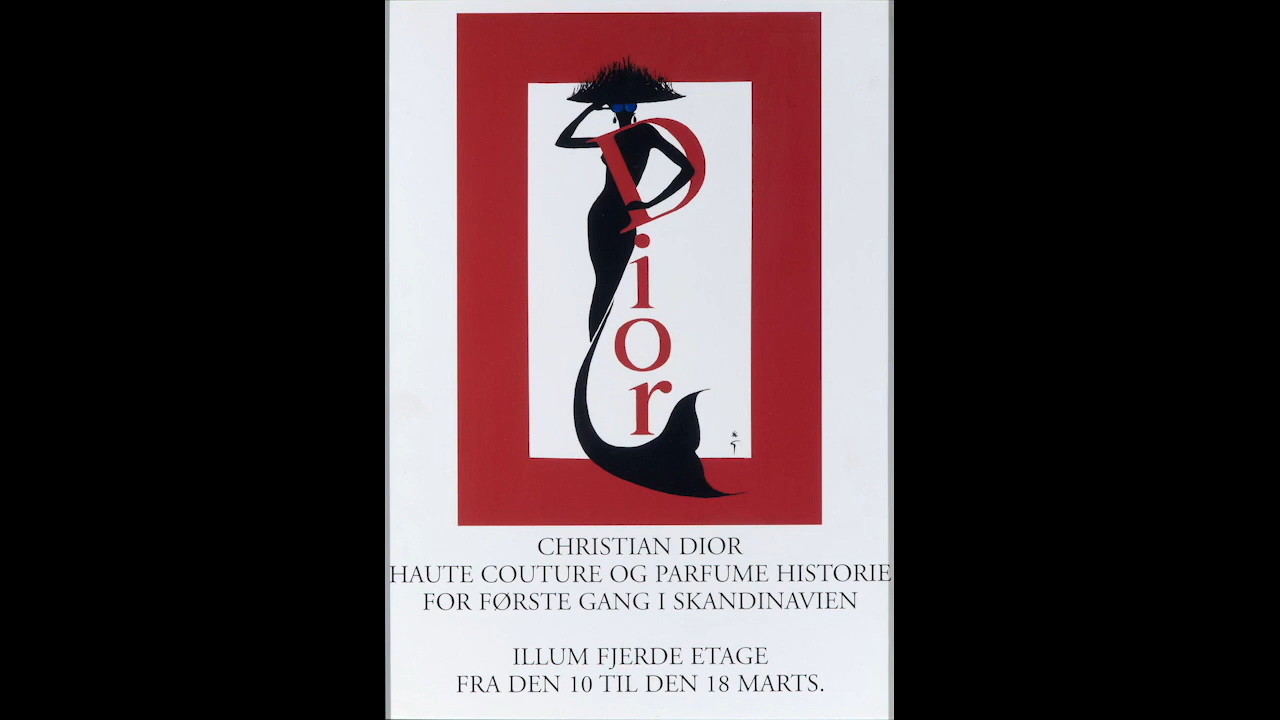 Dior
CHRISTIAN DIOR
HAUTE COUTURE OG PARFUME HISTORIE
FOR FØRSTE GANG I SKANDINAVIEN
ILLUM FJERDE ETAGE
FRA DEN 10 TIL DEN 18 MARTS.